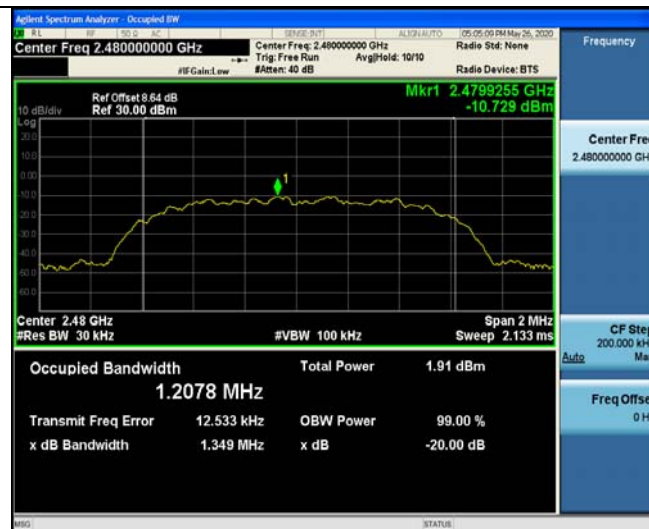 Agilent Spectrum Analyzer - Occupied BW
RL RF 50 Ω AC SENSE:INT ALIGN AUTO 05:05:09 PM May 26, 2020
Center Freq 2.480000000 GHz
Center Freq: 2.480000000 GHz
Radio Std: None
Trig: Free Run Avg|Hold: 10/10
#IFGain:Low #Atten: 40 dB Radio Device: BTS
Mkr1 2.4799255 GHz
-10.729 dBm
Ref Offset 8.64 dB
10 dB/div Ref 30.00 dBm
Log
20.0
10.0
0.00
10.0
20.0
30.0
40.0
50.0
60.0
1
Center 2.48 GHz Span 2 MHz
#Res BW 30 kHz #VBW 100 kHz Sweep 2.133 ms
Occupied Bandwidth Total Power 1.91 dBm
1.2078 MHz
Transmit Freq Error 12.533 kHz OBW Power 99.00 %
x dB Bandwidth 1.349 MHz x dB -20.00 dB
MSG STATUS
Frequency
Center Fre
2.480000000 GH
CF Step
200.000 kH
Auto Ma
Freq Offse
0 H